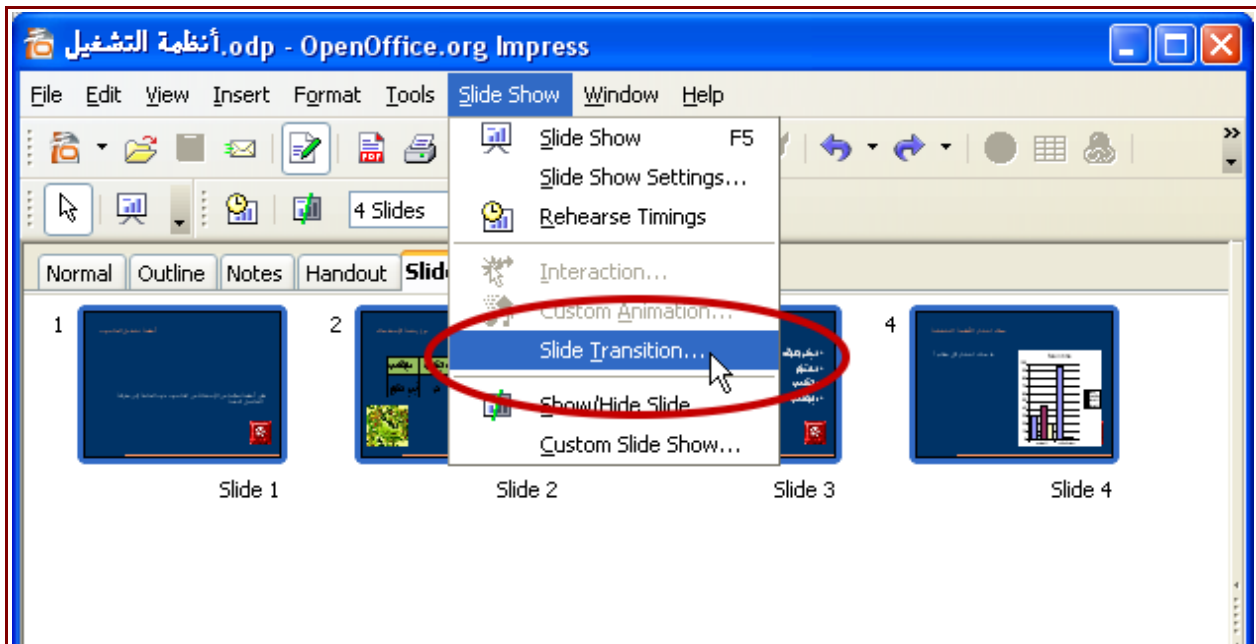 أنظمة التشغيل.odp - OpenOffice.org Impress
File Edit View Insert Format Tools Slide Show Window Help
Slide Show F5
Slide Show Settings...
4 Slides
Rehearse Timings
Normal Outline Notes Handout Slid
Interaction...
Custom Animation...
Slide Transition...
Show/Hide Slide
Custom Slide Show...
1
2
4
Slide 1 Slide 2 Slide 3 Slide 4